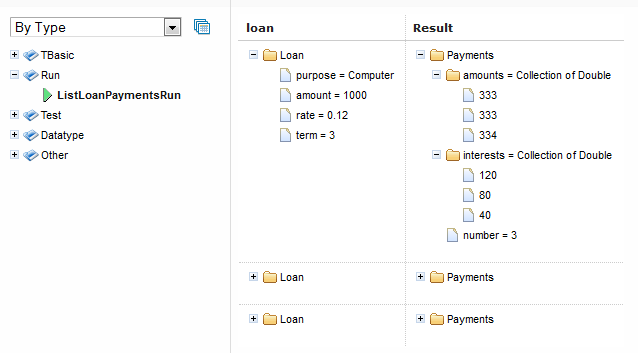 By Type
TBasic
Run
ListLoanPaymentsRun
Test
Datatype
Other
loan
Result
Loan
Payments
purpose = Computer
amounts = Collection of Double
amount = 1000
333
rate = 0.12
333
term = 3
334
interests = Collection of Double
120
80
40
number = 3
Loan
Payments
Loan
Payments